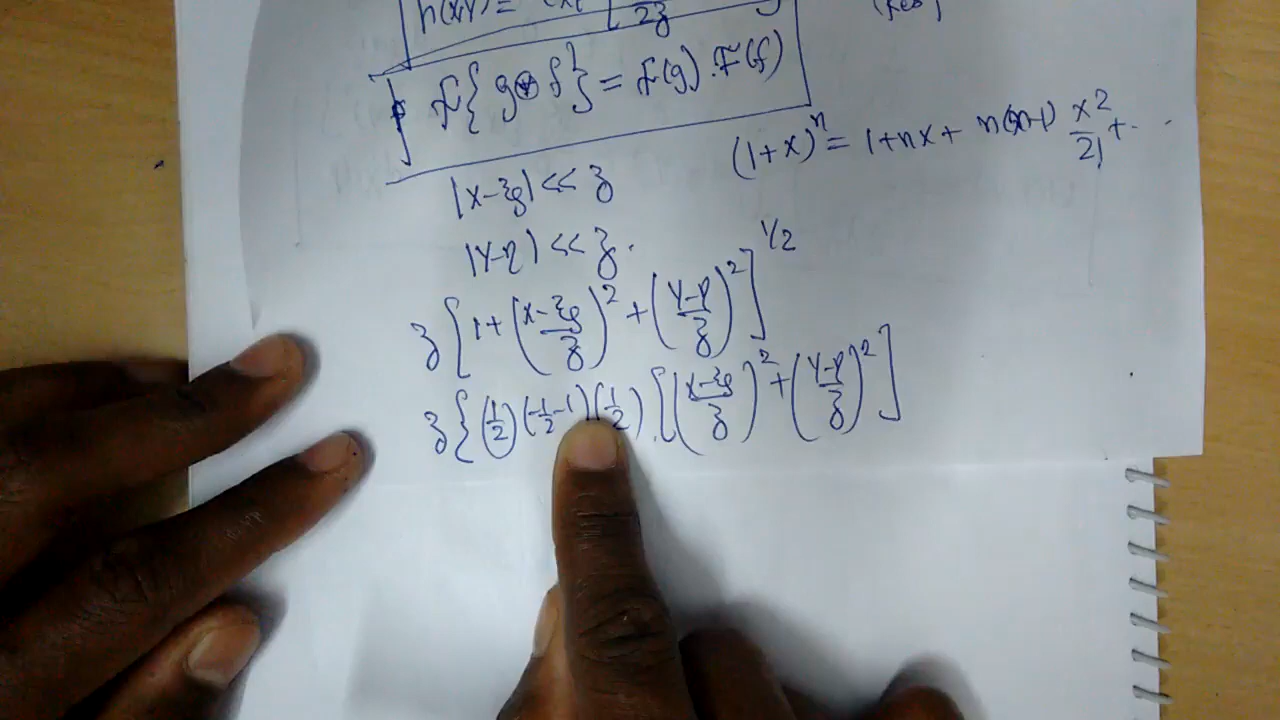 h(x,y) =
F{g⊛f} = F(g).F(f)
(1+x)^n = 1+nx+ n(n-1) x^2/2! + ...
|x-ξ| << z
|y-η| << z.
z[1+((x-ξ)/z)^2+((y-η)/z)^2]^1/2
z{(1/2)(-1/2-1)(1/2).[((x-ξ)/z)^2+((y-η)/z)^2]